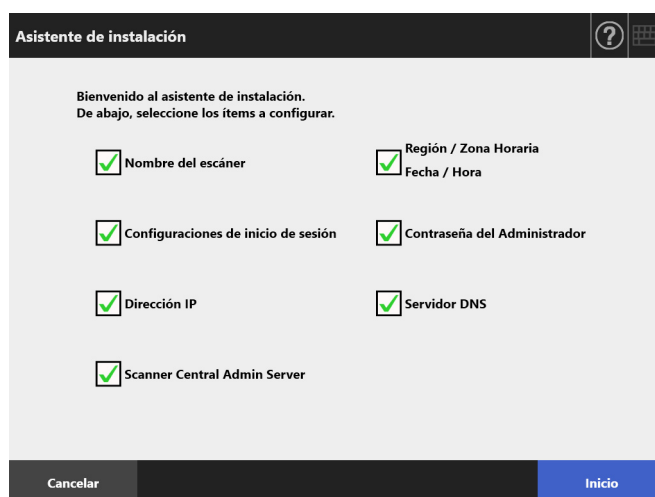 Asistente de instalación
?
Bienvenido al asistente de instalación.
De abajo, seleccione los ítems a configurar.
Nombre del escáner
Región / Zona Horaria
Fecha / Hora
Configuraciones de inicio de sesión
Contraseña del Administrador
Dirección IP
Servidor DNS
Scanner Central Admin Server
Cancelar
Inicio